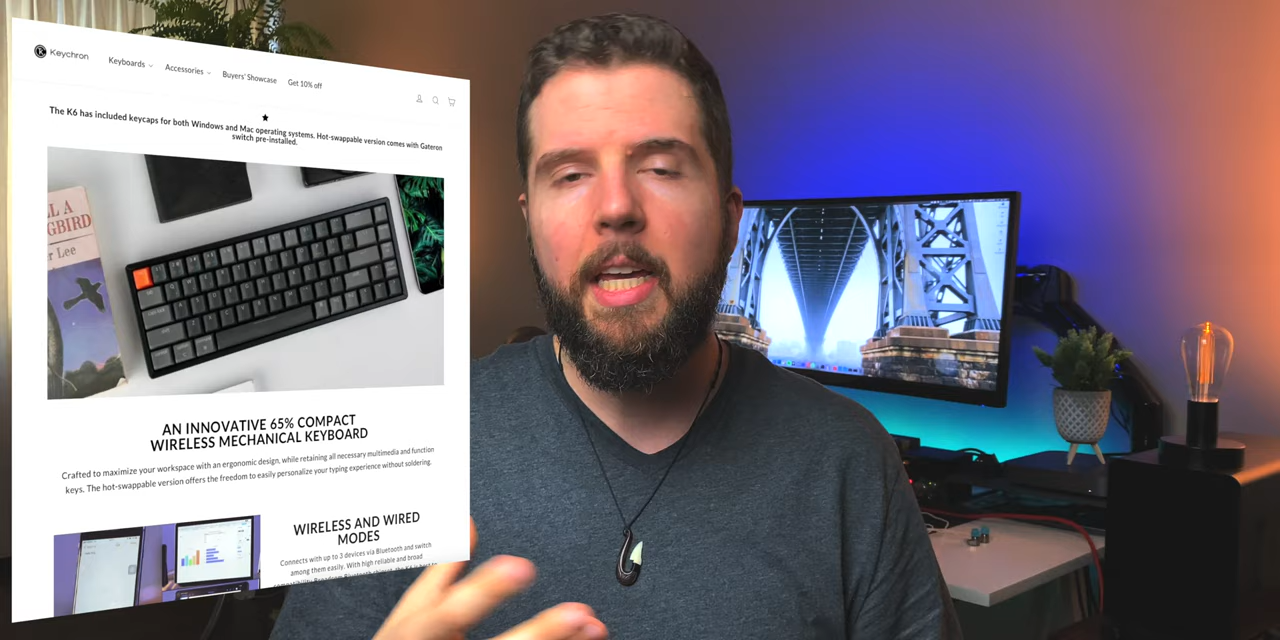 Keychron
Keyboards
Accessories
Buyers' Showcase
Get 10% off
The K6 has included keycaps for both Windows and Mac operating systems. Hot-swappable version comes with Gateron
switch pre-installed.
LL A
GBIRD
r Lee
AN INNOVATIVE 65% COMPACT
WIRELESS MECHANICAL KEYBOARD
Crafted to maximize your workspace with an ergonomic design, while retaining all necessary multimedia and function
keys. The hot-swappable version offers the freedom to easily personalize your typing experience without soldering.
WIRELESS AND WIRED
MODES
Connects with up to 3 devices via Bluetooth and switch
among them easily. With high reliable and broad